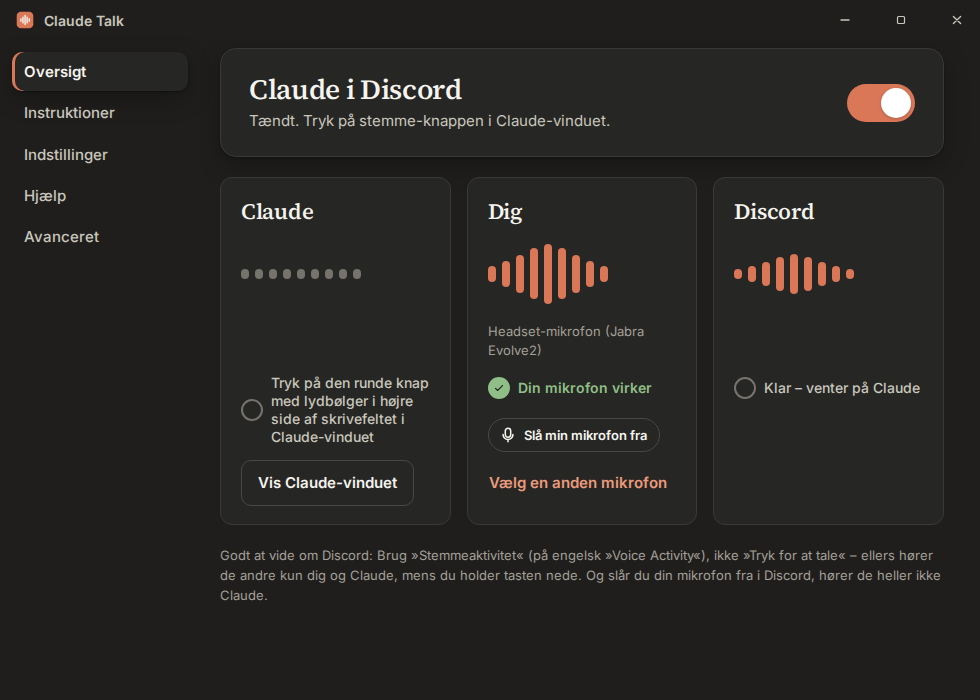 Claude Talk
Oversigt
Instruktioner
Indstillinger
Hjælp
Avanceret
Claude i Discord
Tændt. Tryk på stemme-knappen i Claude-vinduet.
Claude
Tryk på den runde knap
med lydbølger i højre
side af skrivefeltet i
Claude-vinduet
Vis Claude-vinduet
Dig
Headset-mikrofon (Jabra
Evolve2)
Din mikrofon virker
Slå min mikrofon fra
Vælg en anden mikrofon
Discord
Klar – venter på Claude
Godt at vide om Discord: Brug »Stemmeaktivitet« (på engelsk »Voice Activity«), ikke »Tryk for at tale« – ellers hører
de andre kun dig og Claude, mens du holder tasten nede. Og slår du din mikrofon fra i Discord, hører de heller ikke
Claude.